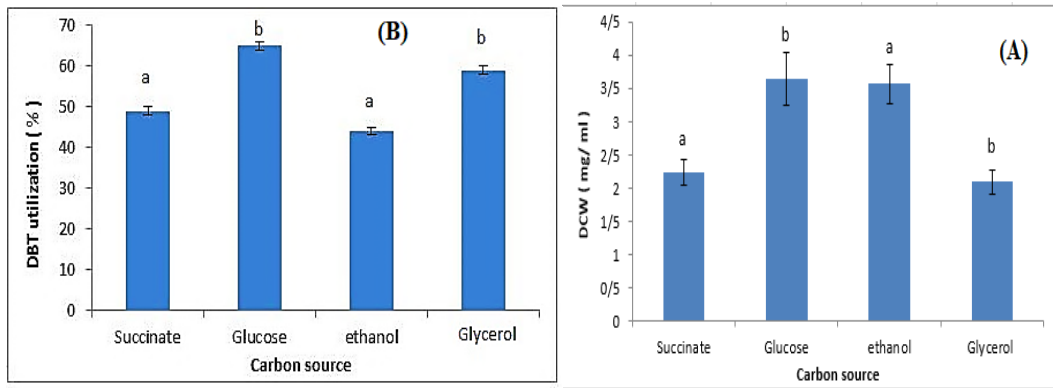 (B)
DBT utilization ( % )
70
60
50
40
30
20
10
0
a
b
a
b
Succinate Glucose ethanol Glycerol
Carbon source
(A)
DCW ( mg/ ml )
4/5
4
3/5
3
2/5
2
1/5
1
0/5
0
a
b
a
b
Succinate Glucose ethanol Glycerol
Carbon source